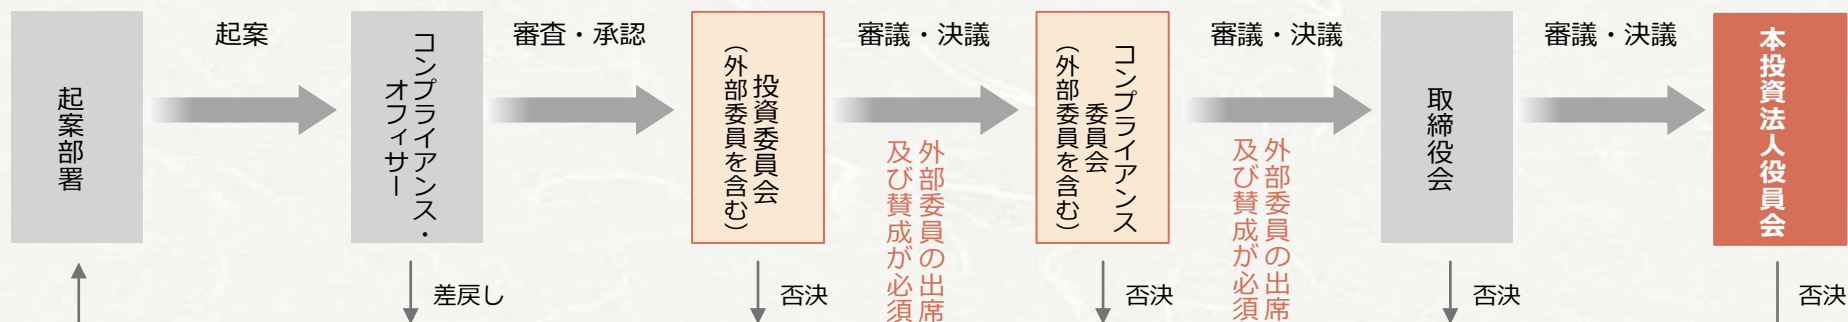 起案部署
起案
コンプライアンス・
オフィサー
審査・承認
投資委員会
（外部委員を含む）
審議・決議
外部委員の出席
及び賛成が必須
コンプライアンス
委員会
（外部委員を含む）
審議・決議
外部委員の出席
及び賛成が必須
取締役会
審議・決議
本投資法人役員会
差戻し
否決
否決
否決
否決